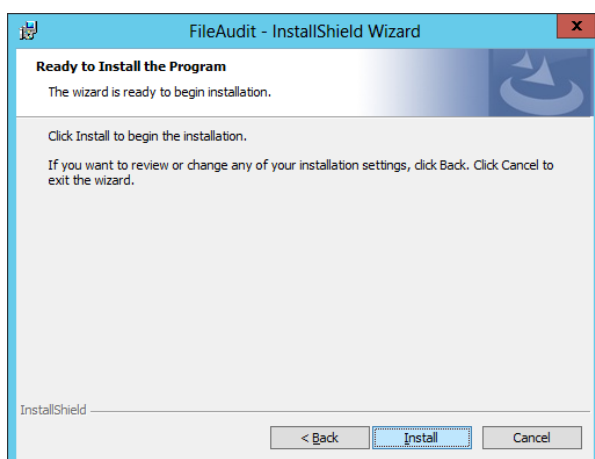 FileAudit - InstallShield Wizard
x
Ready to Install the Program
The wizard is ready to begin installation.
Click Install to begin the installation.
If you want to review or change any of your installation settings, click Back. Click Cancel to
exit the wizard.
InstallShield
< Back Install Cancel